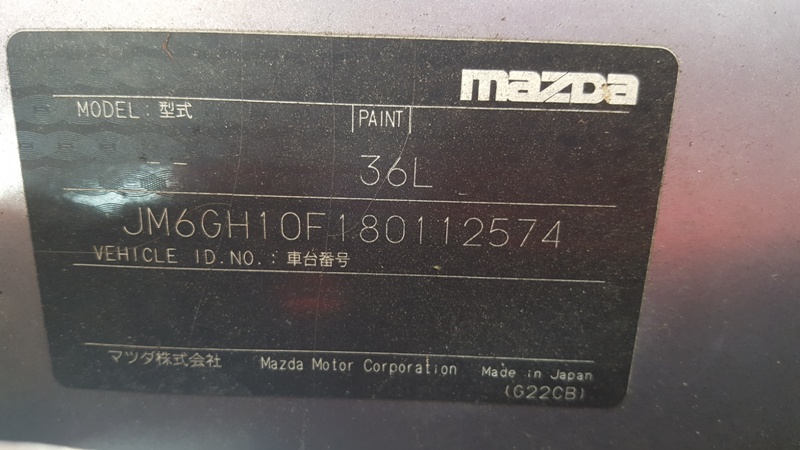 mazda
MODEL : 型式 PAINT
-- 36L
JM6GH10F180112574
VEHICLE ID.NO. : 車台番号
マツダ株式会社 Mazda Motor Corporation Made in Japan
(G22CB)